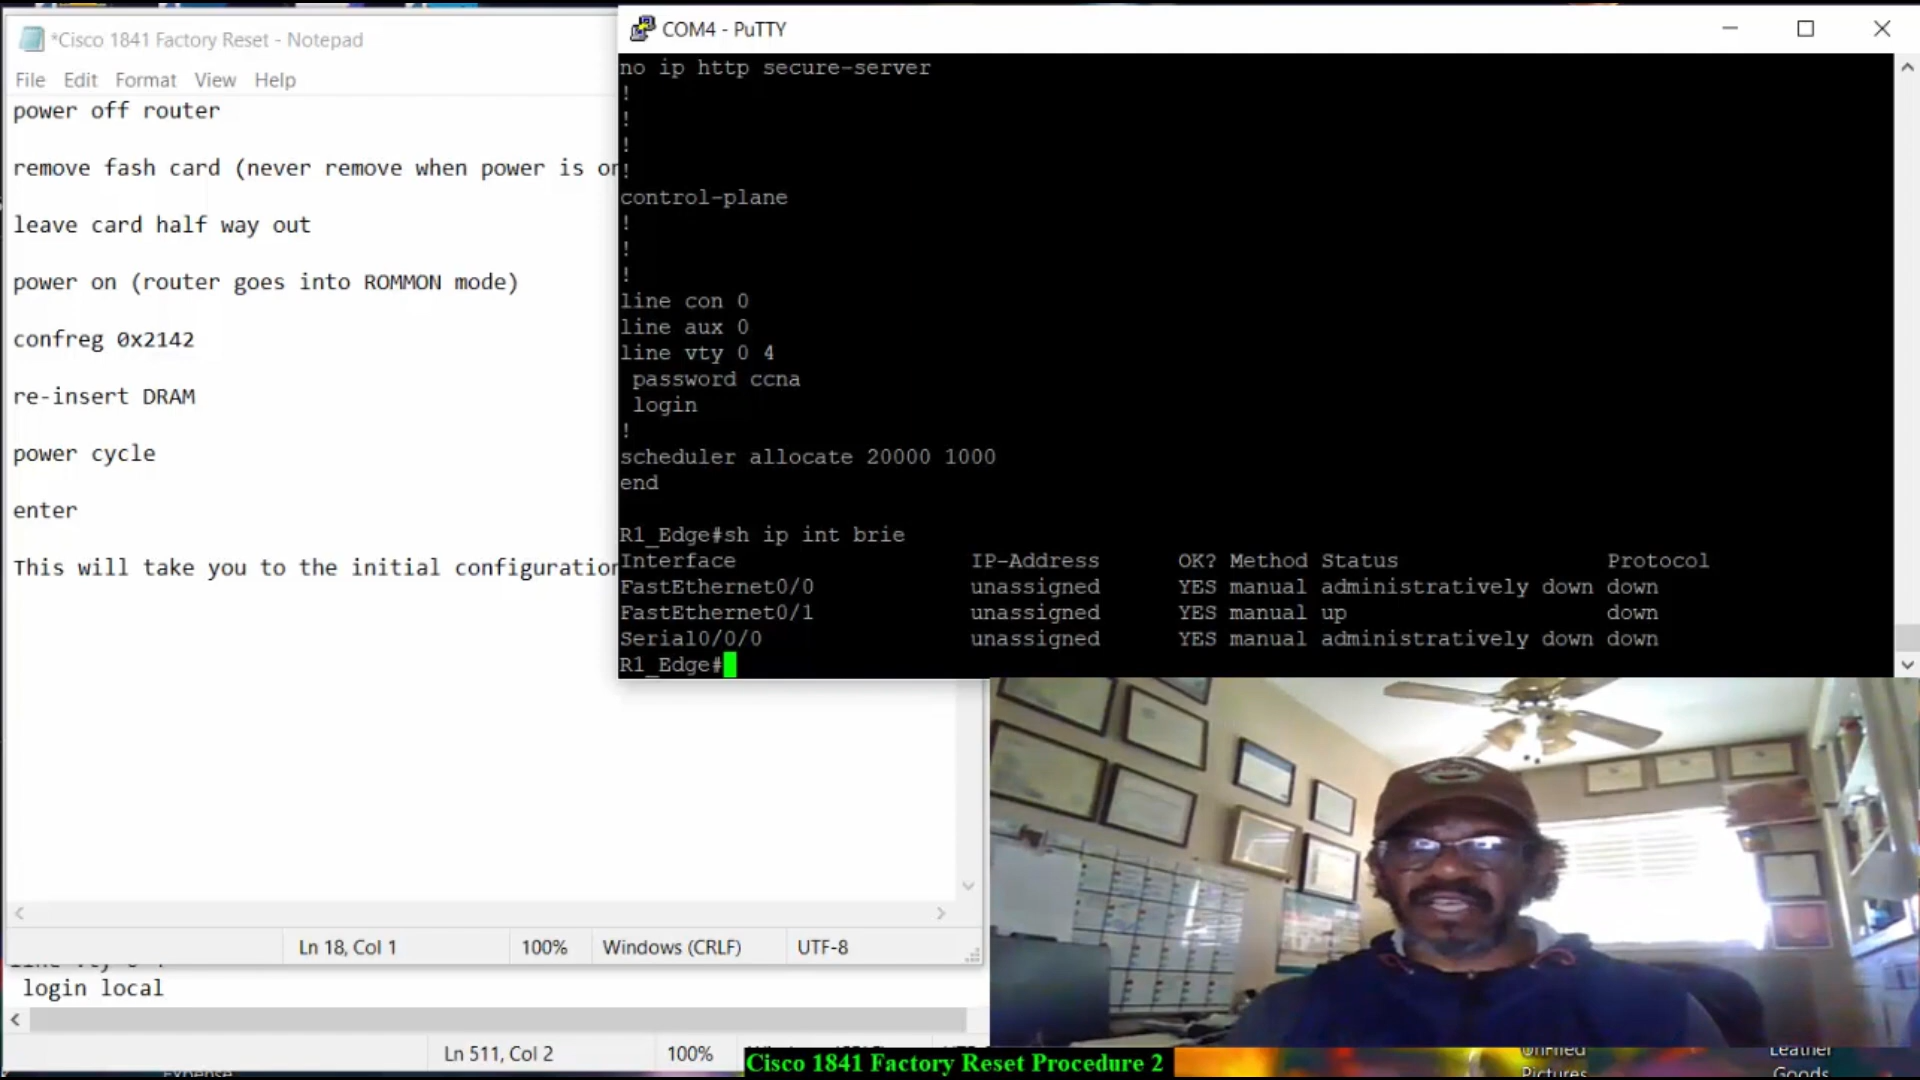 *Cisco 1841 Factory Reset - Notepad
File Edit Format View Help
power off router
remove fash card (never remove when power is on
leave card half way out
power on (router goes into ROMMON mode)
confreg 0x2142
re-insert DRAM
power cycle
enter
This will take you to the initial configuration
Ln 18, Col 1 100% Windows (CRLF) UTF-8
login local
Ln 511, Col 2 100%
COM4 - PuTTY
no ip http secure-server
!
!
!
!
control-plane
!
!
!
line con 0
line aux 0
line vty 0 4
password ccna
login
!
scheduler allocate 20000 1000
end
R1_Edge#sh ip int brie
Interface IP-Address OK? Method Status Protocol
FastEthernet0/0 unassigned YES manual administratively down down
FastEthernet0/1 unassigned YES manual up down
Serial0/0/0 unassigned YES manual administratively down down
R1_Edge#
Cisco 1841 Factory Reset Procedure 2
UnFiled
Pictures
Leather
Goods